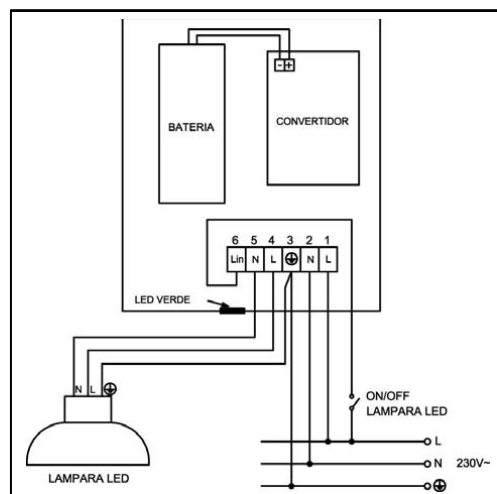 - +
BATERIA
CONVERTIDOR
6 5 4 3 2 1
Lin N L ⏚ N L
LED VERDE
N L ⏚
ON/OFF
LAMPARA LED
L
N 230V~
⏚
LAMPARA LED